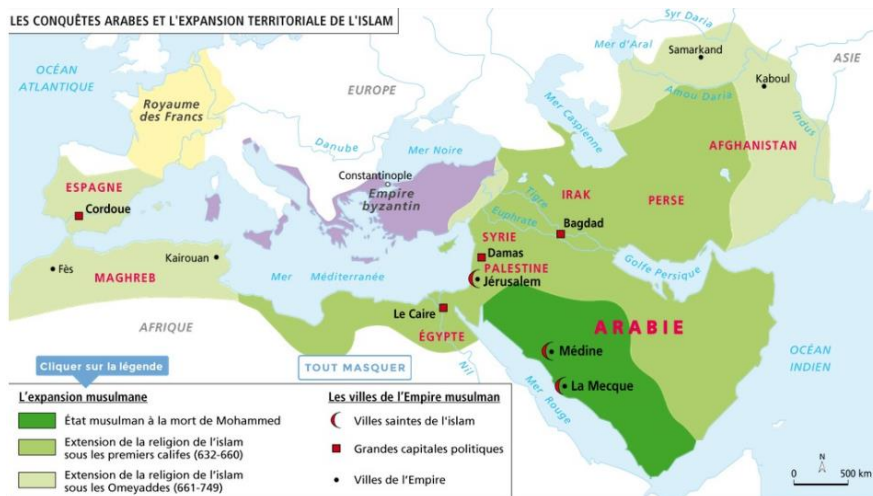 LES CONQUÊTES ARABES ET L'EXPANSION TERRITORIALE DE L'ISLAM
Syr Daria
Mer d'Aral
Samarkand
ASIE
OCÉAN
ATLANTIQUE
EUROPE
Kaboul
Royaume
des Francs
Mer Caspienne
Amou Daria
Indus
Danube
Mer Noire
AFGHANISTAN
Constantinople
Empire
byzantin
ESPAGNE
Cordoue
Tigre
IRAK
PERSE
Euphrate
Bagdad
SYRIE
Damas
Kairouan
Fès
MAGHREB
Mer Méditerranée
PALESTINE
Jérusalem
Golfe Persique
Le Caire
ÉGYPTE
AFRIQUE
ARABIE
Médine
OCÉAN
INDIEN
Nil
Mer Rouge
La Mecque
Cliquer sur la légende
TOUT MASQUER
L'expansion musulmane
État musulman à la mort de Mohammed
Extension de la religion de l'islam
sous les premiers califes (632-660)
Extension de la religion de l'islam
sous les Omeyaddes (661-749)
Les villes de l'Empire musulman
Villes saintes de l'islam
Grandes capitales politiques
Villes de l'Empire
N
0 500 km